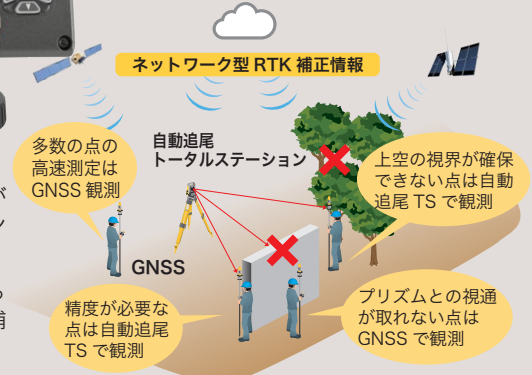 ネットワーク型 RTK 補正情報
多数の点の
高速測定は
GNSS 観測
自動追尾
トータルステーション
上空の視界が確保
できない点は自動
追尾 TS で観測
GNSS
精度が必要な
点は自動追尾
TS で観測
プリズムとの視通
が取れない点は
GNSS で観測
が